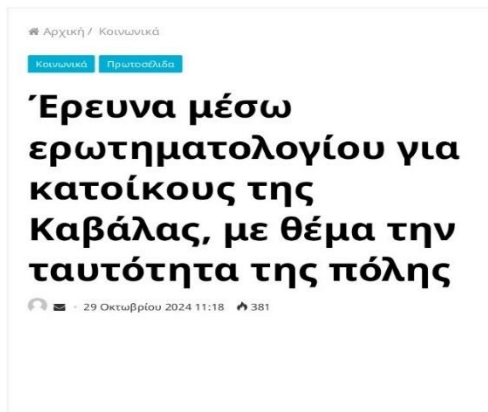 Αρχική / Κοινωνικά
Κοινωνικά Πρωτοσέλιδα
Έρευνα μέσω
ερωτηματολογίου για
κατοίκους της
Καβάλας, με θέμα την
ταυτότητα της πόλης
29 Οκτωβρίου 2024 11:18 381